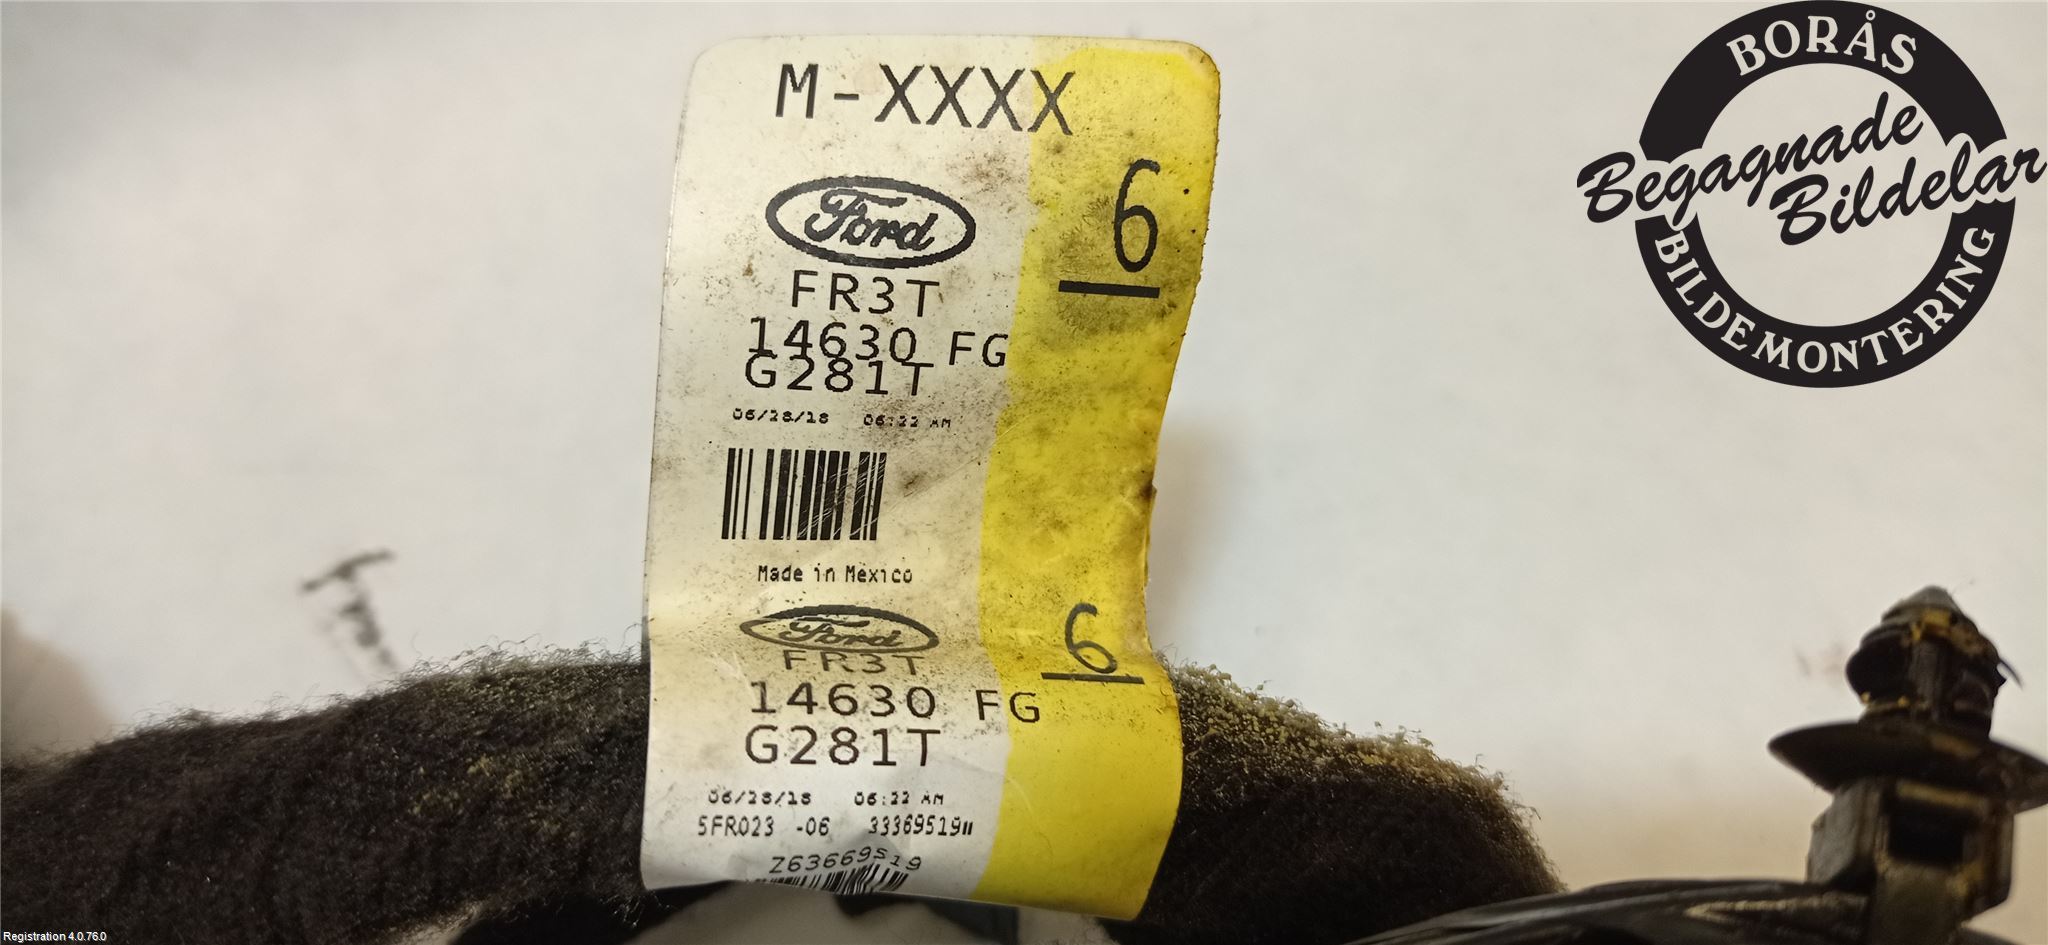 M-XXXX
6
Ford
FR3T
14630 FG
G281T
06/28/18 06:22 AM
Made in Mexico
Ford
FR3T
6
14630 FG
G281T
06/28/18 06:22 AM
5FR023 -06 33369519
BORÅS
Begagnade
Bildelar
BILDEMONTERING
Registration 4.0.76.0